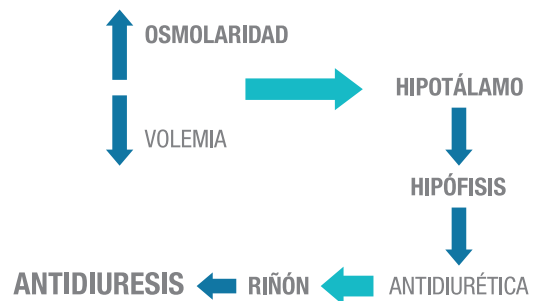 OSMOLARIDAD
HIPOTÁLAMO
VOLEMIA
HIPÓFISIS
ANTIDIURESIS
RIÑÓN
ANTIDIURÉTICA